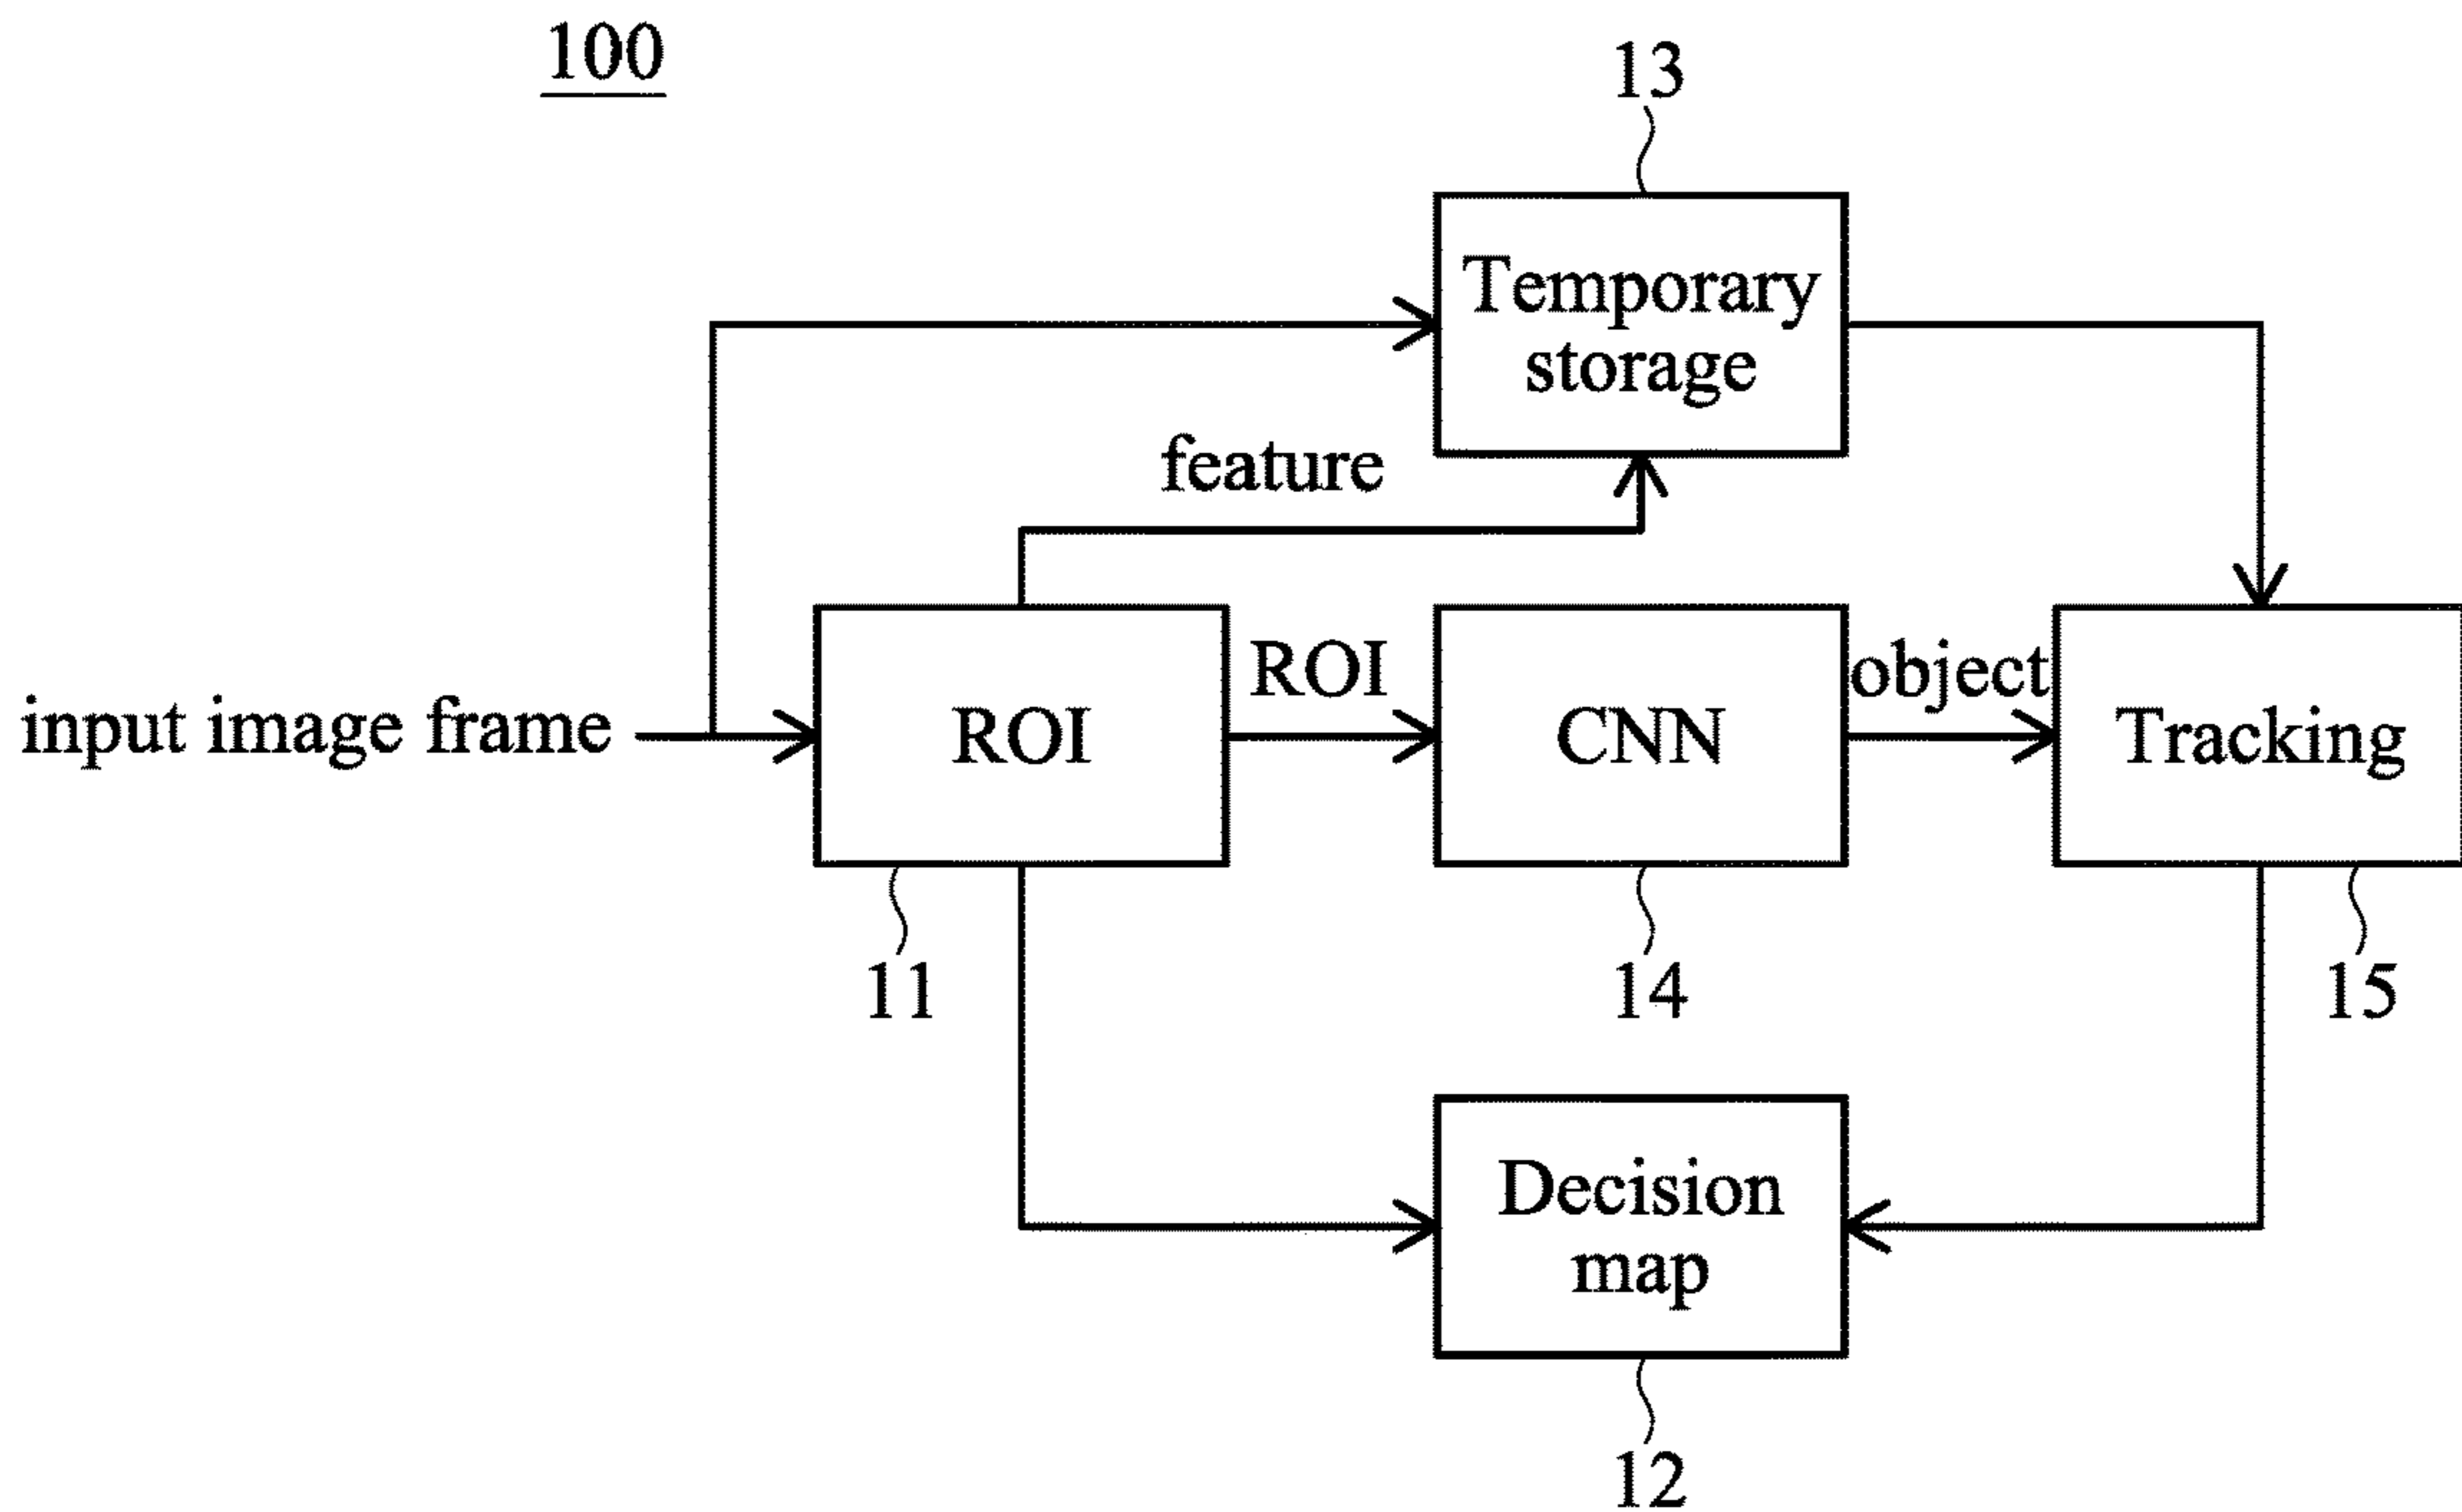 100
13
Temporary
storage
feature
ROI
object
input image frame
ROI
CNN
Tracking
11
14
15
Decision
map
12